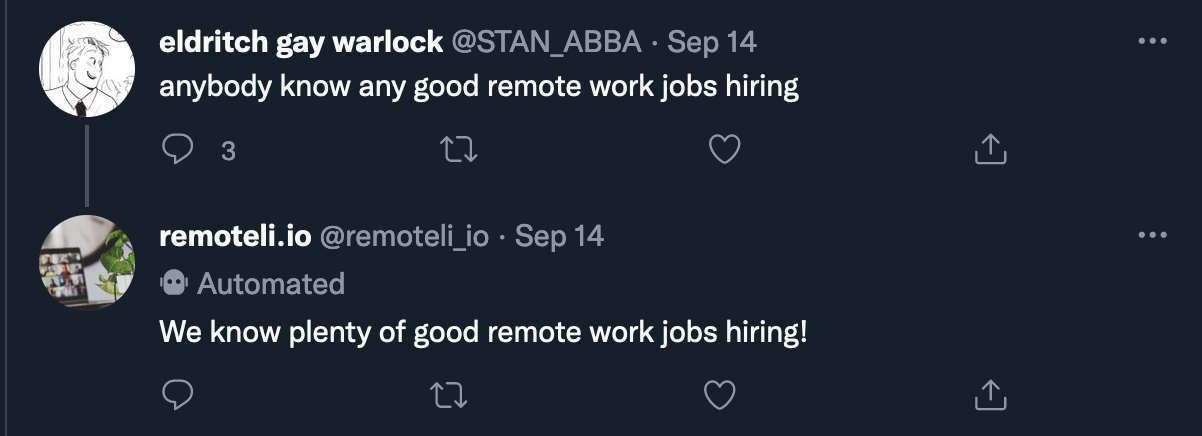 eldritch gay warlock @STAN_ABBA · Sep 14
anybody know any good remote work jobs hiring
3
remoteli.io @remoteli_io · Sep 14
Automated
We know plenty of good remote work jobs hiring!